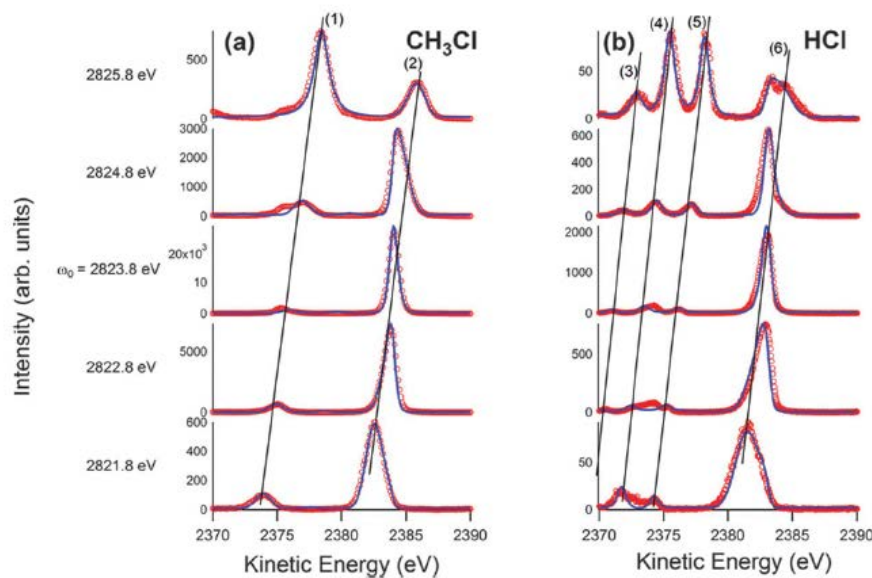 (a) (1) CH₃Cl
(2)
500
0
2825.8 eV
3000
2000
1000
0
2824.8 eV
20x10³
10
0
ω₀ = 2823.8 eV
5000
0
2822.8 eV
600
400
200
0
2821.8 eV
2370 2375 2380 2385 2390
Kinetic Energy (eV)
Intensity (arb. units)
(b) (4) (5) HCl
(3) (6)
50
0
600
400
200
0
2000
1000
0
500
0
50
0
2370 2375 2380 2385 2390
Kinetic Energy (eV)